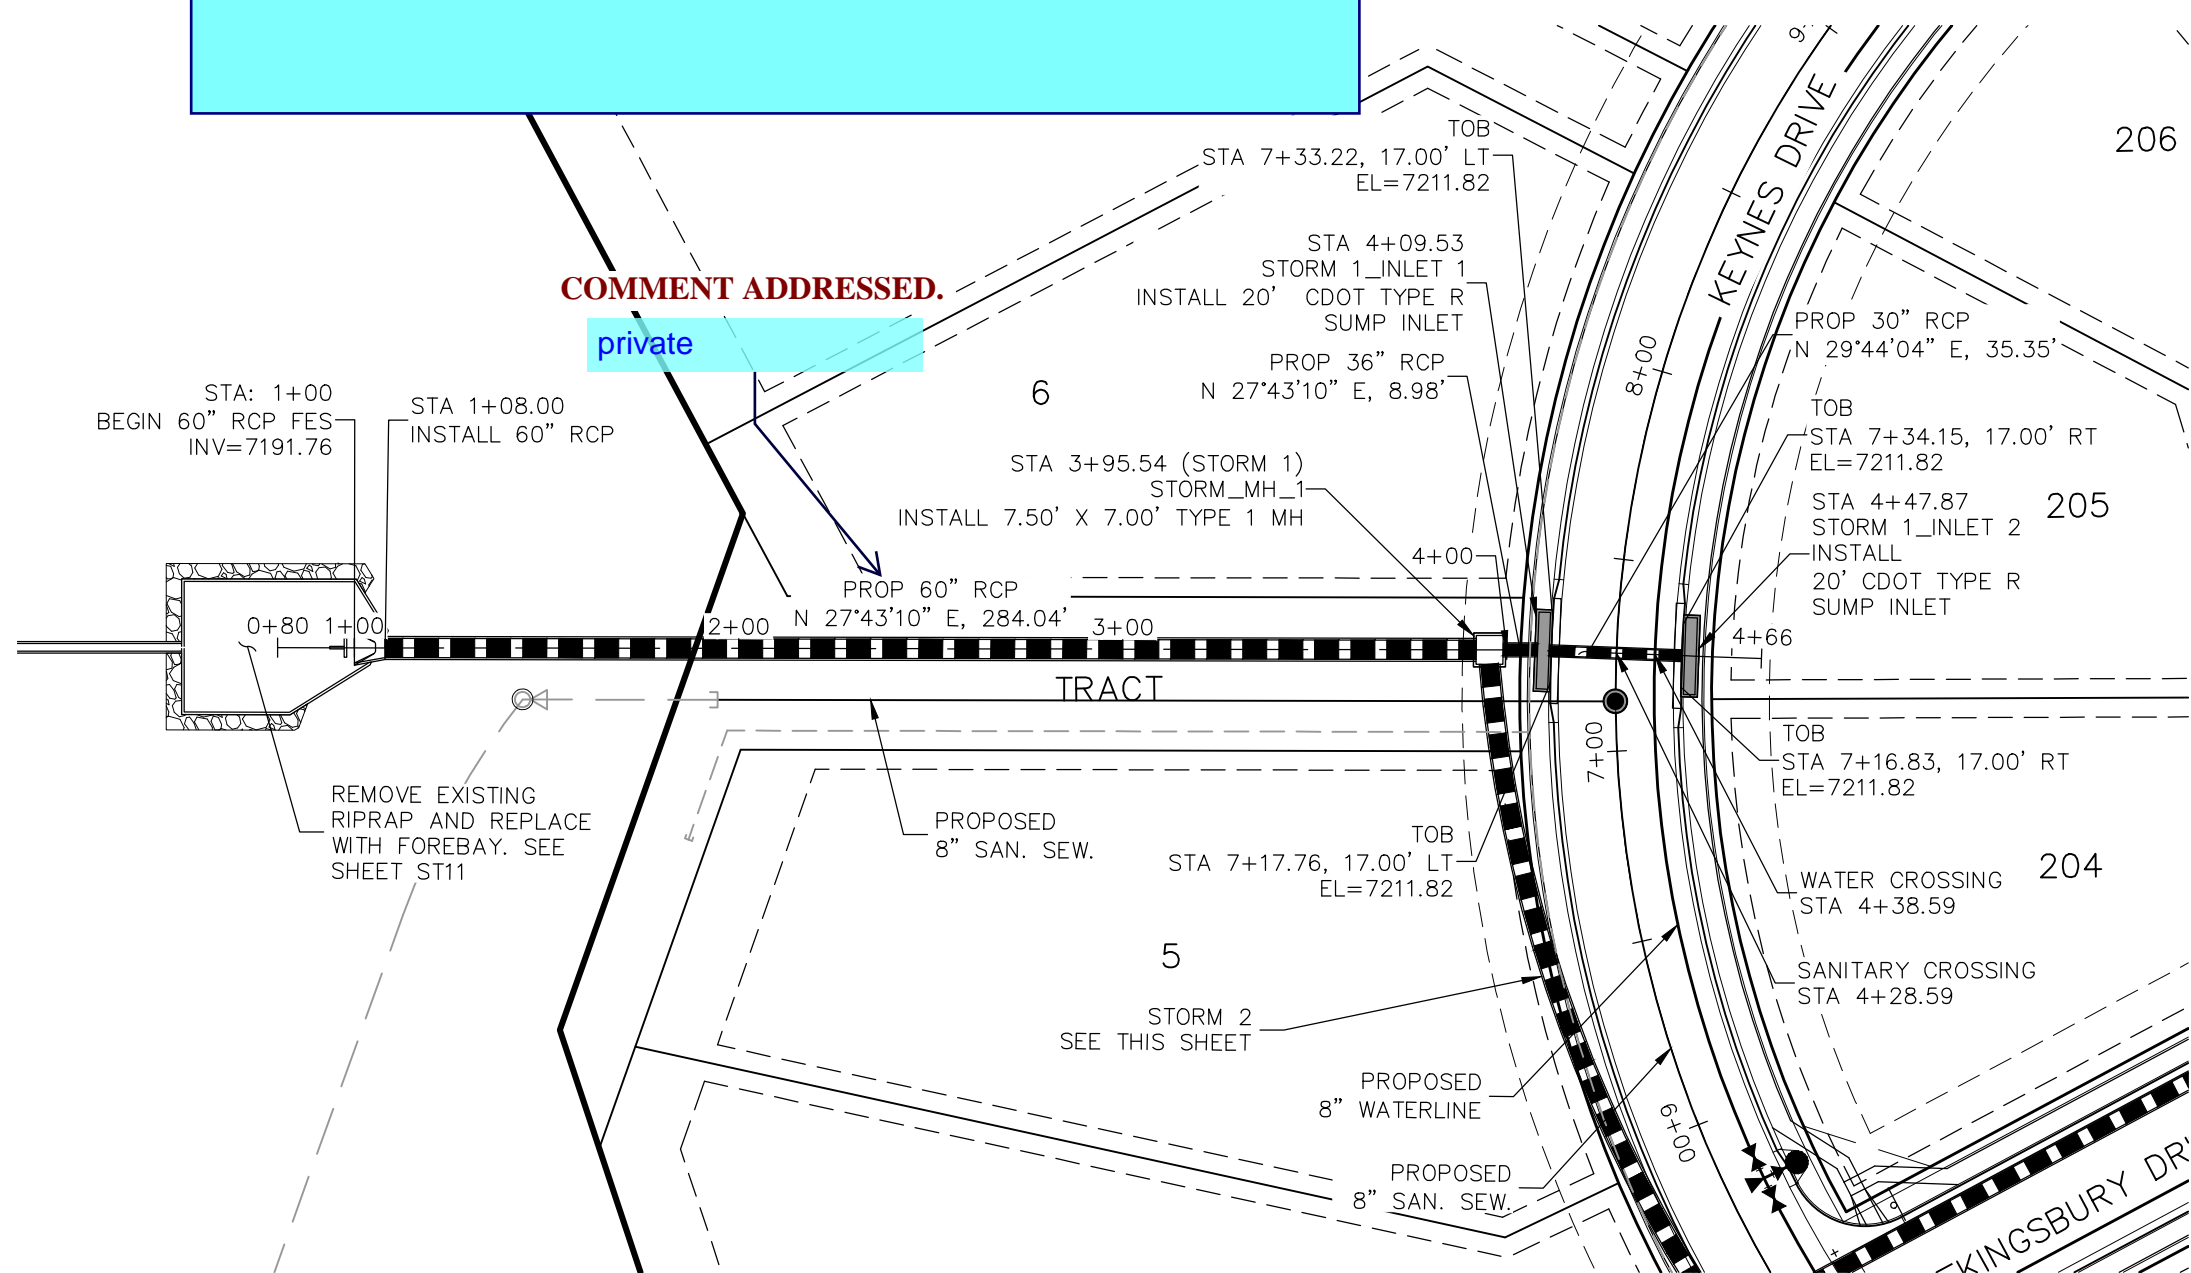 9+
KEYNES DRIVE
206
TOB
STA 7+33.22, 17.00' LT
EL=7211.82
STA 4+09.53
STORM 1_INLET 1
INSTALL 20' CDOT TYPE R
SUMP INLET
COMMENT ADDRESSED.
private
PROP 30" RCP
N 29°44'04" E, 35.35'
PROP 36" RCP
N 27°43'10" E, 8.98'
8+00
6
STA: 1+00
BEGIN 60" RCP FES
INV=7191.76
STA 1+08.00
INSTALL 60" RCP
TOB
STA 7+34.15, 17.00' RT
EL=7211.82
STA 3+95.54 (STORM 1)
STORM_MH_1
INSTALL 7.50' X 7.00' TYPE 1 MH
205
STA 4+47.87
STORM 1_INLET 2
INSTALL
20' CDOT TYPE R
SUMP INLET
4+00
PROP 60" RCP
N 27°43'10" E, 284.04'
0+80
1+00
2+00
3+00
4+66
TRACT
7+00
TOB
STA 7+16.83, 17.00' RT
EL=7211.82
REMOVE EXISTING
RIPRAP AND REPLACE
WITH FOREBAY. SEE
SHEET ST11
PROPOSED
8" SAN. SEW.
TOB
STA 7+17.76, 17.00' LT
EL=7211.82
204
WATER CROSSING
STA 4+38.59
5
SANITARY CROSSING
STA 4+28.59
STORM 2
SEE THIS SHEET
PROPOSED
8" WATERLINE
6+00
PROPOSED
8" SAN. SEW.
KINGSBURY DR